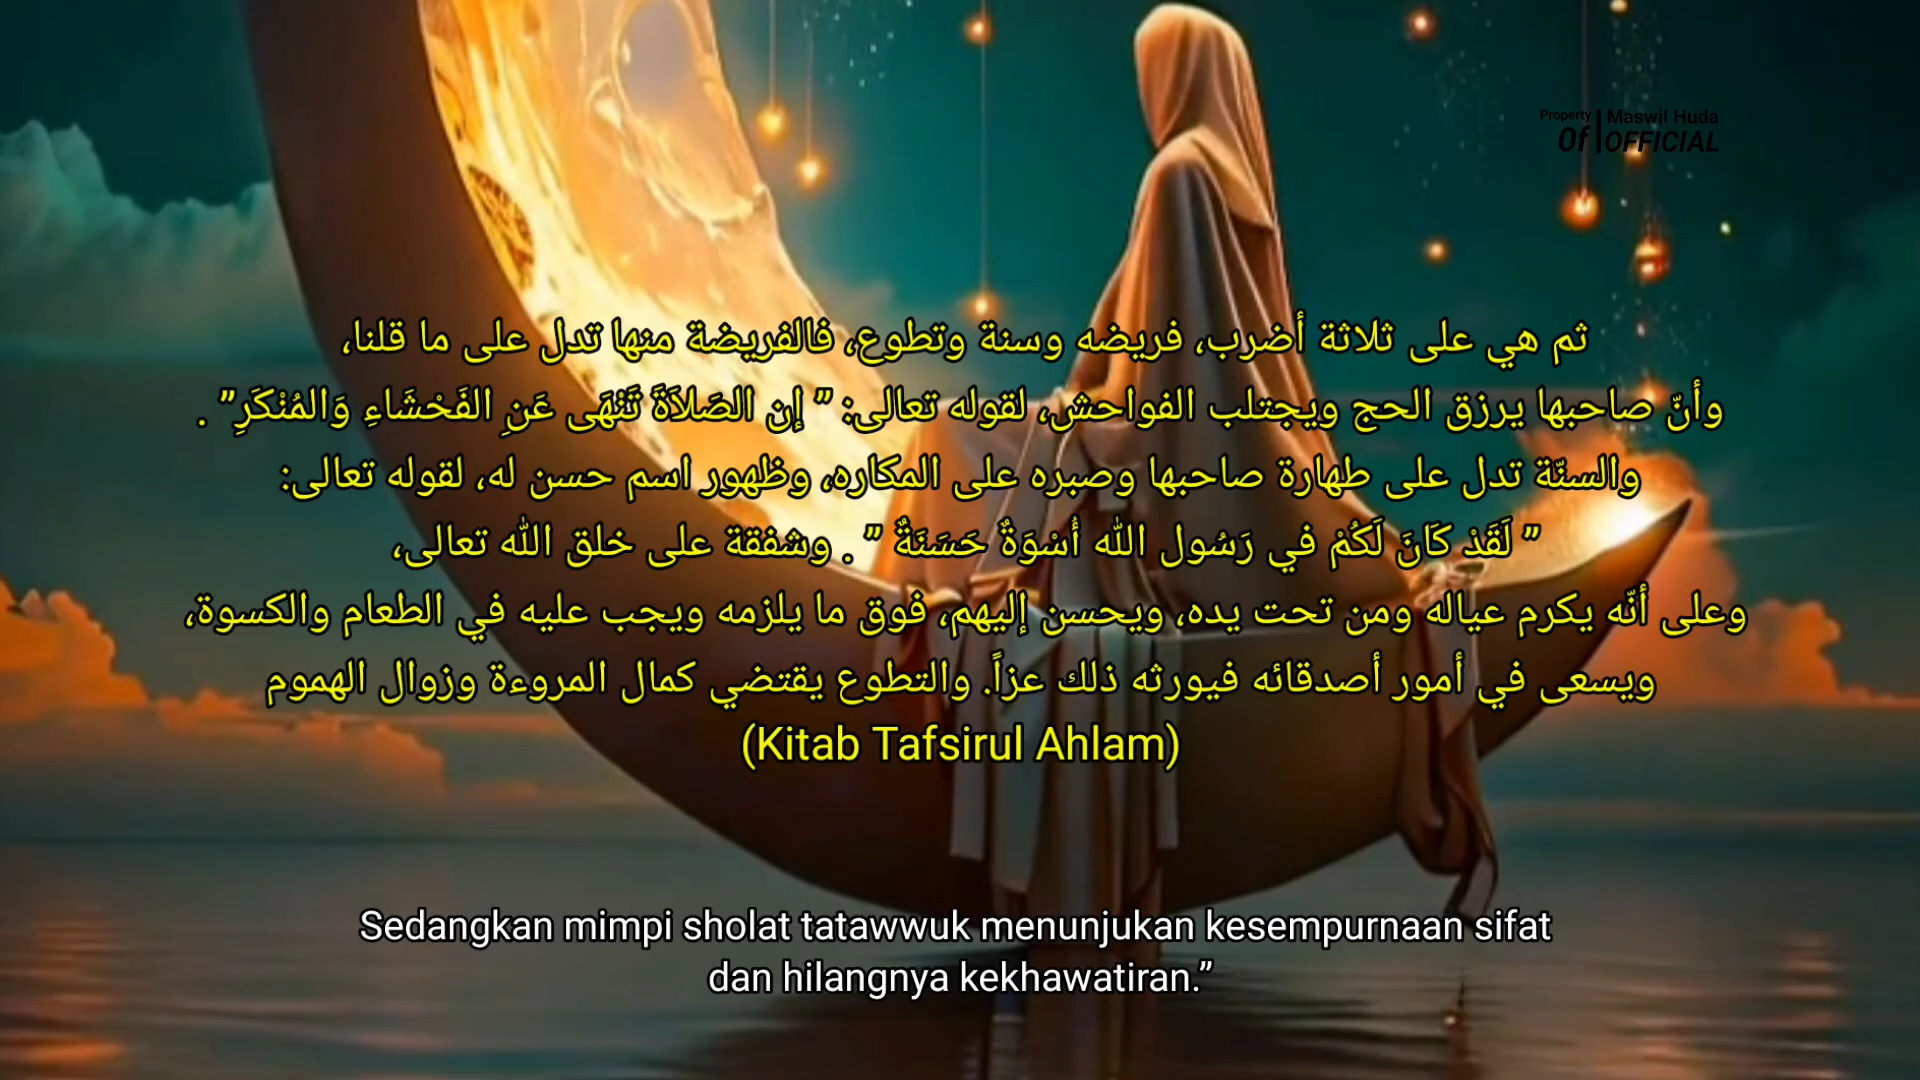 Property Of | Maswil Huda OFFICIAL
ثم هي على ثلاثة أضرب، فريضه وسنة وتطوع، فالفريضة منها تدل على ما قلنا،
وأنّ صاحبها يرزق الحج ويجتلب الفواحش، لقوله تعالى: ” إن الصَلاَةَ تَنْهَى عَنِ الفَحْشَاءِ وَالمُنْكَرِ” .
والسنّة تدل على طهارة صاحبها وصبره على المكاره، وظهور اسم حسن له، لقوله تعالى:
” لَقَدْ كَانَ لَكُمْ في رَسُول الله أُسْوَةٌ حَسَنَةٌ ” . وشفقة على خلق الله تعالى،
وعلى أنّه يكرم عياله ومن تحت يده، ويحسن إليهم، فوق ما يلزمه ويجب عليه في الطعام والكسوة،
ويسعى في أمور أصدقائه فيورثه ذلك عزاً. والتطوع يقتضي كمال المروءة وزوال الهموم
(Kitab Tafsirul Ahlam)
Sedangkan mimpi sholat tatawwuk menunjukan kesempurnaan sifat
dan hilangnya kekhawatiran.”